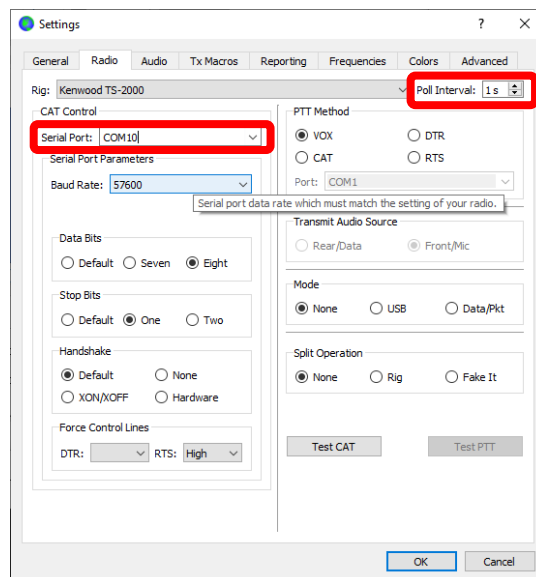 Settings ? ×
General Radio Audio Tx Macros Reporting Frequencies Colors Advanced
Rig: Kenwood TS-2000 Poll Interval: 1 s
CAT Control
Serial Port: COM10
Serial Port Parameters
Baud Rate: 57600
Serial port data rate which must match the setting of your radio.
Data Bits
Default Seven Eight
Stop Bits
Default One Two
Handshake
Default None
XON/XOFF Hardware
Force Control Lines
DTR: RTS: High
PTT Method
VOX DTR
CAT RTS
Port: COM1
Transmit Audio Source
Rear/Data Front/Mic
Mode
None USB Data/Pkt
Split Operation
None Rig Fake It
Test CAT Test PTT
OK Cancel